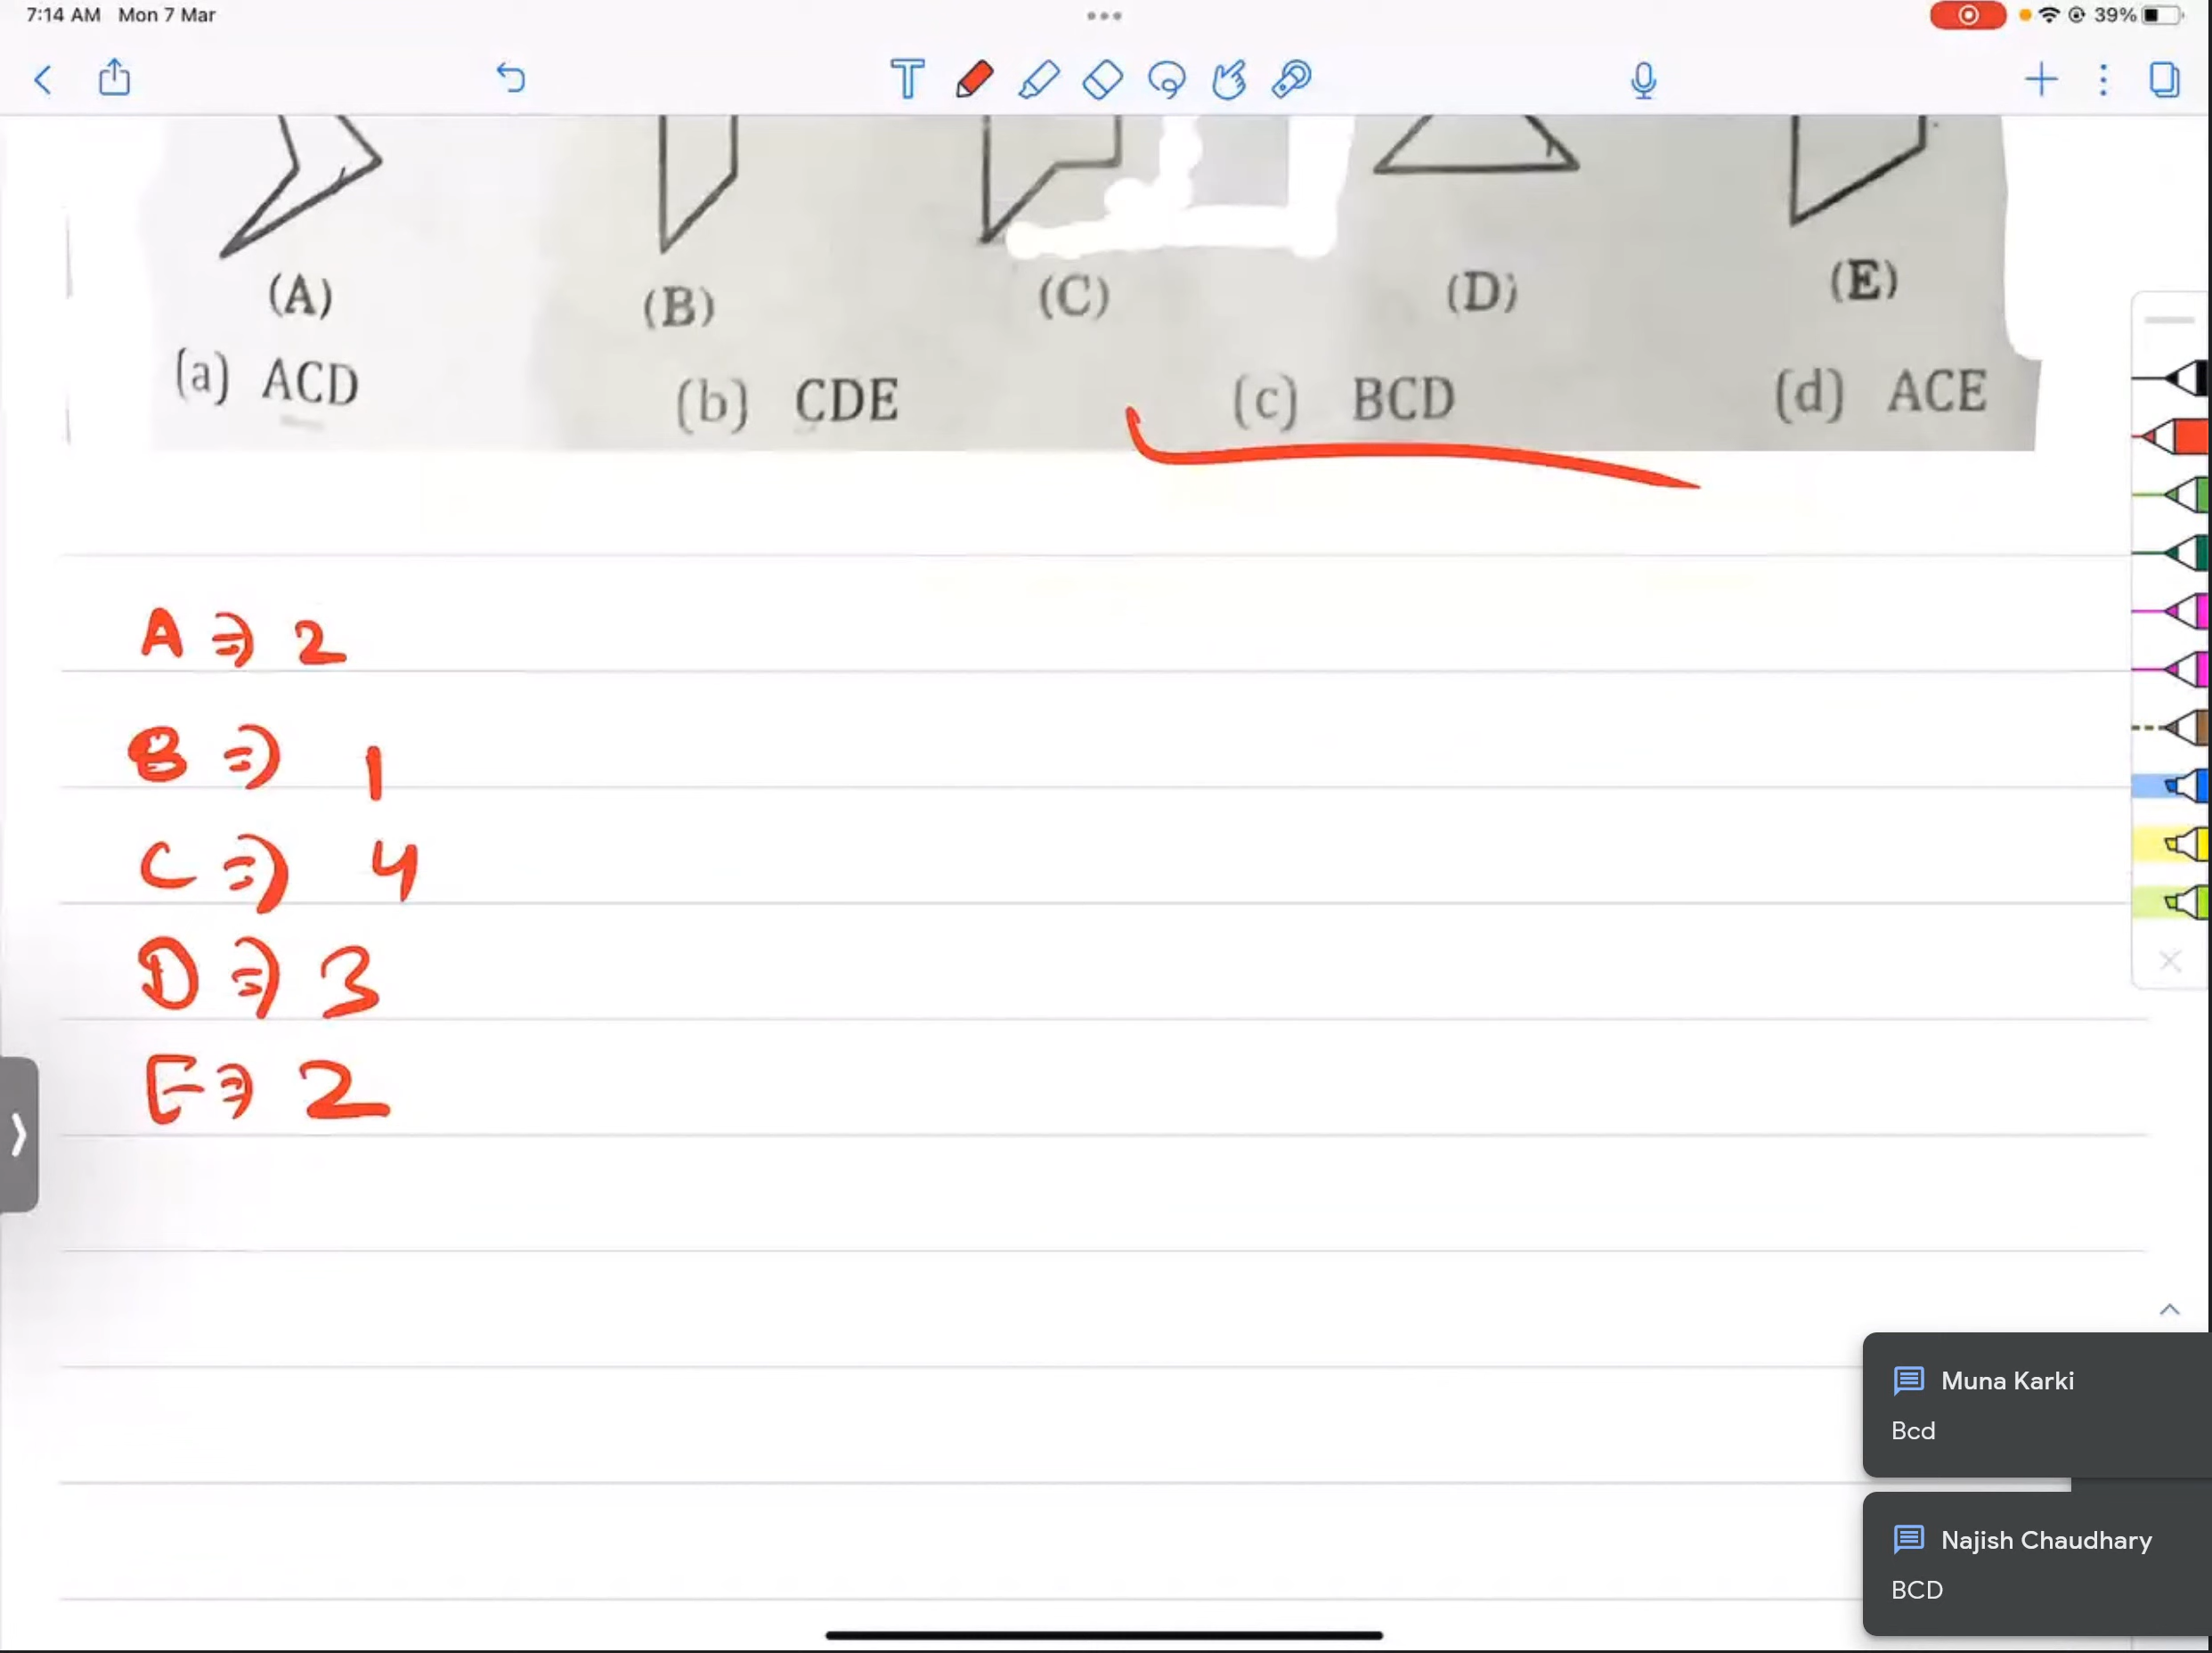 7:14 AM Mon 7 Mar
39%
(A) (B) (C) (D) (E)
(a) ACD (b) CDE (c) BCD (d) ACE
A ⇒ 2
B ⇒ 1
C ⇒ 4
D ⇒ 3
E ⇒ 2
Muna Karki
Bcd
Najish Chaudhary
BCD